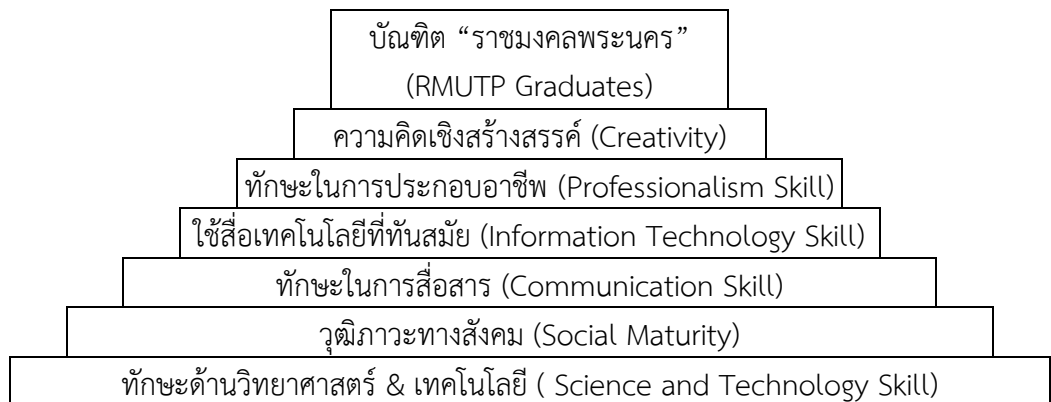 บัณฑิต “ราชมงคลพระนคร”
(RMUTP Graduates)
ความคิดเชิงสร้างสรรค์ (Creativity)
ทักษะในการประกอบอาชีพ (Professionalism Skill)
ใช้สื่อเทคโนโลยีที่ทันสมัย (Information Technology Skill)
ทักษะในการสื่อสาร (Communication Skill)
วุฒิภาวะทางสังคม (Social Maturity)
ทักษะด้านวิทยาศาสตร์ & เทคโนโลยี ( Science and Technology Skill)